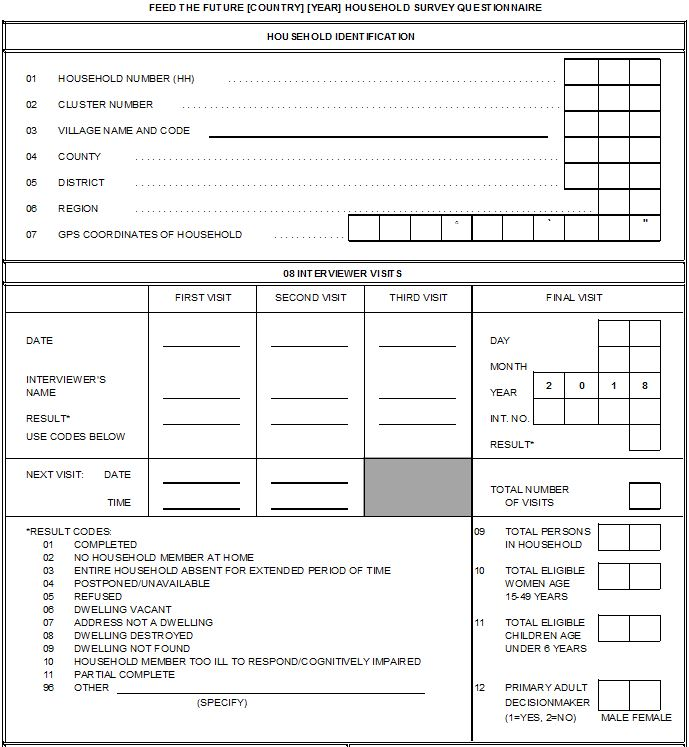 FEED THE FUTURE [COUNTRY] [YEAR] HOUSEHOLD SURVEY QUESTIONNAIRE
HOUSEHOLD IDENTIFICATION
01 HOUSEHOLD NUMBER (HH)
02 CLUSTER NUMBER
03 VILLAGE NAME AND CODE
04 COUNTY
05 DISTRICT
06 REGION
07 GPS COORDINATES OF HOUSEHOLD ° ` "
08 INTERVIEWER VISITS
FIRST VISIT SECOND VISIT THIRD VISIT FINAL VISIT
DATE
DAY
MONTH
INTERVIEWER'S
NAME
YEAR 2 0 1 8
RESULT*
INT. NO.
USE CODES BELOW
RESULT*
NEXT VISIT: DATE
TIME
TOTAL NUMBER
OF VISITS
*RESULT CODES:
01 COMPLETED
02 NO HOUSEHOLD MEMBER AT HOME
03 ENTIRE HOUSEHOLD ABSENT FOR EXTENDED PERIOD OF TIME
04 POSTPONED/UNAVAILABLE
05 REFUSED
06 DWELLING VACANT
07 ADDRESS NOT A DWELLING
08 DWELLING DESTROYED
09 DWELLING NOT FOUND
10 HOUSEHOLD MEMBER TOO ILL TO RESPOND/COGNITIVELY IMPAIRED
11 PARTIAL COMPLETE
96 OTHER
(SPECIFY)
09 TOTAL PERSONS
IN HOUSEHOLD
10 TOTAL ELIGIBLE
WOMEN AGE
15-49 YEARS
11 TOTAL ELIGIBLE
CHILDREN AGE
UNDER 6 YEARS
12 PRIMARY ADULT
DECISIONMAKER
(1=YES, 2=NO) MALE FEMALE